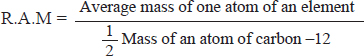 R.A.M = Average mass of one atom of an element
1/2 Mass of an atom of carbon –12